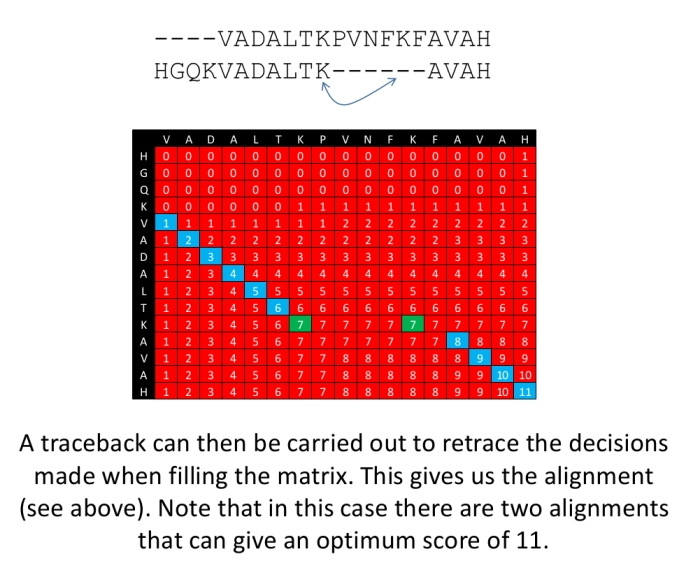 ----VADALTKPVNFKFAVAH
HGQKVADALTK------AVAH
V A D A L T K P V N F K F A V A H
H 0 0 0 0 0 0 0 0 0 0 0 0 0 0 0 0 1
G 0 0 0 0 0 0 0 0 0 0 0 0 0 0 0 0 1
Q 0 0 0 0 0 0 0 0 0 0 0 0 0 0 0 0 1
K 0 0 0 0 0 0 1 1 1 1 1 1 1 1 1 1 1
V 1 1 1 1 1 1 1 1 2 2 2 2 2 2 2 2 2
A 1 2 2 2 2 2 2 2 2 2 2 2 2 3 3 3 3
D 1 2 3 3 3 3 3 3 3 3 3 3 3 3 3 3 3
A 1 2 3 4 4 4 4 4 4 4 4 4 4 4 4 4 4
L 1 2 3 4 5 5 5 5 5 5 5 5 5 5 5 5 5
T 1 2 3 4 5 6 6 6 6 6 6 6 6 6 6 6 6
K 1 2 3 4 5 6 7 7 7 7 7 7 7 7 7 7 7
A 1 2 3 4 5 6 7 7 7 7 7 7 7 8 8 8 8
V 1 2 3 4 5 6 7 7 8 8 8 8 8 8 9 9 9
A 1 2 3 4 5 6 7 7 8 8 8 8 8 9 9 10 10
H 1 2 3 4 5 6 7 7 8 8 8 8 8 9 9 10 11
A traceback can then be carried out to retrace the decisions
made when filling the matrix. This gives us the alignment
(see above). Note that in this case there are two alignments
that can give an optimum score of 11.